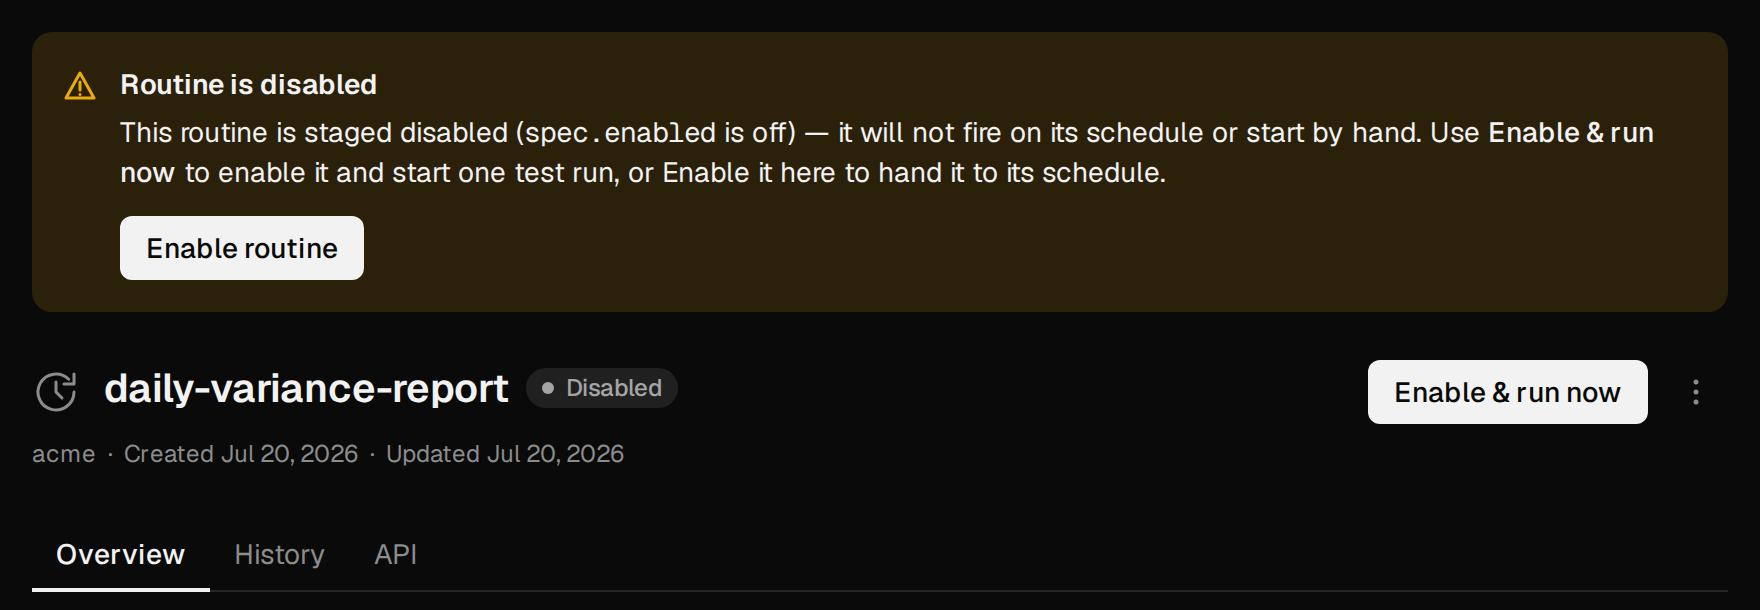 Routine is disabled
This routine is staged disabled (spec.enabled is off) — it will not fire on its schedule or start by hand. Use Enable & run
now to enable it and start one test run, or Enable it here to hand it to its schedule.
Enable routine
daily-variance-report Disabled Enable & run now
acme · Created Jul 20, 2026 · Updated Jul 20, 2026
Overview History API